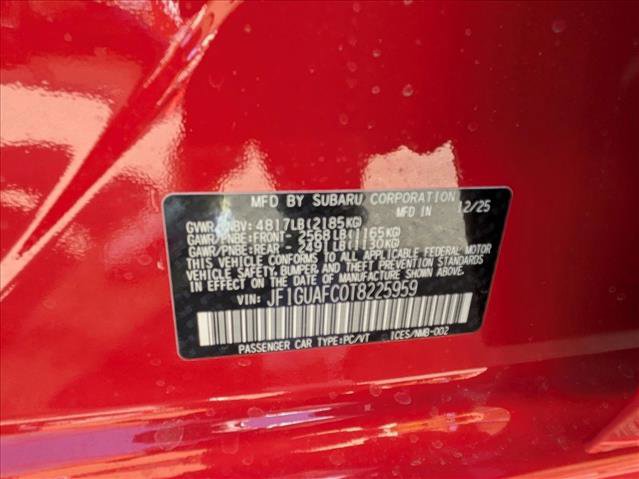 MFD BY SUBARU CORPORATION
MFD IN 12/25
GVWR/PNBV: 4817LB(2185KG)
GAWR/PNBE:FRONT- 2568LB(1165KG)
GAWR/PNBE:REAR - 2491LB(1130KG)
THIS VEHICLE CONFORMS TO ALL APPLICABLE FEDERAL MOTOR
VEHICLE SAFETY, BUMPER, AND THEFT PREVENTION STANDARDS
IN EFFECT ON THE DATE OF MANUFACTURE SHOWN ABOVE.
VIN: JF1GUAFC0T8225959
PASSENGER CAR TYPE:PC/VT ICES/NMB-002